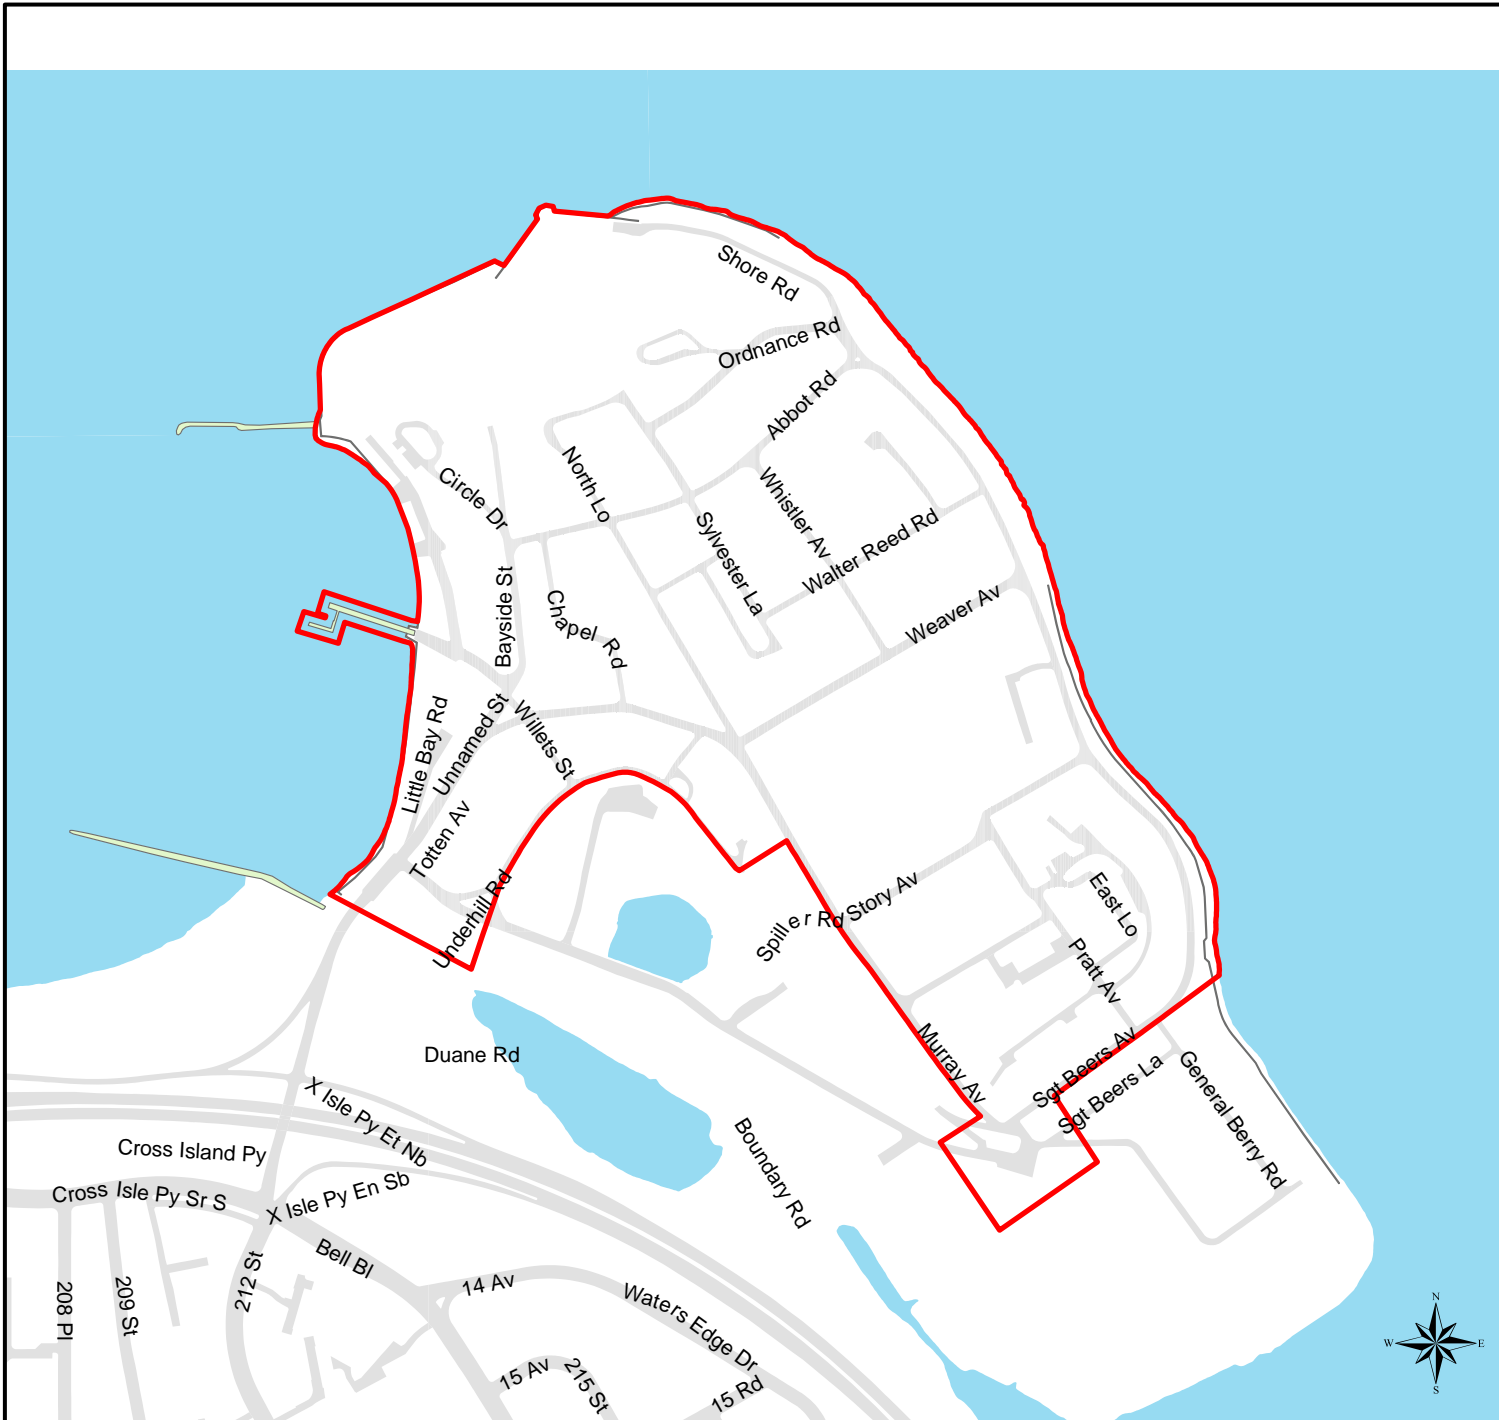 Shore Rd
Ordnance Rd
Abbot Rd
Circle Dr
North Lo
Whistler Av
Sylvester La
Walter Reed Rd
Bayside St
Chapel Rd
Weaver Av
Little Bay Rd
Unnamed St
Willets St
Totten Av
Underhill Rd
Spiller Rd
Story Av
East Lo
Pratt Av
Murray Av
Sgt Beers Av
Sgt Beers La
General Berry Rd
Duane Rd
X Isle Py Et Nb
Cross Island Py
Cross Isle Py Sr S
X Isle Py En Sb
Boundary Rd
Bell Bl
212 St
208 Pl
209 St
14 Av
Waters Edge Dr
15 Av
215 St
15 Rd
N
W
E
S